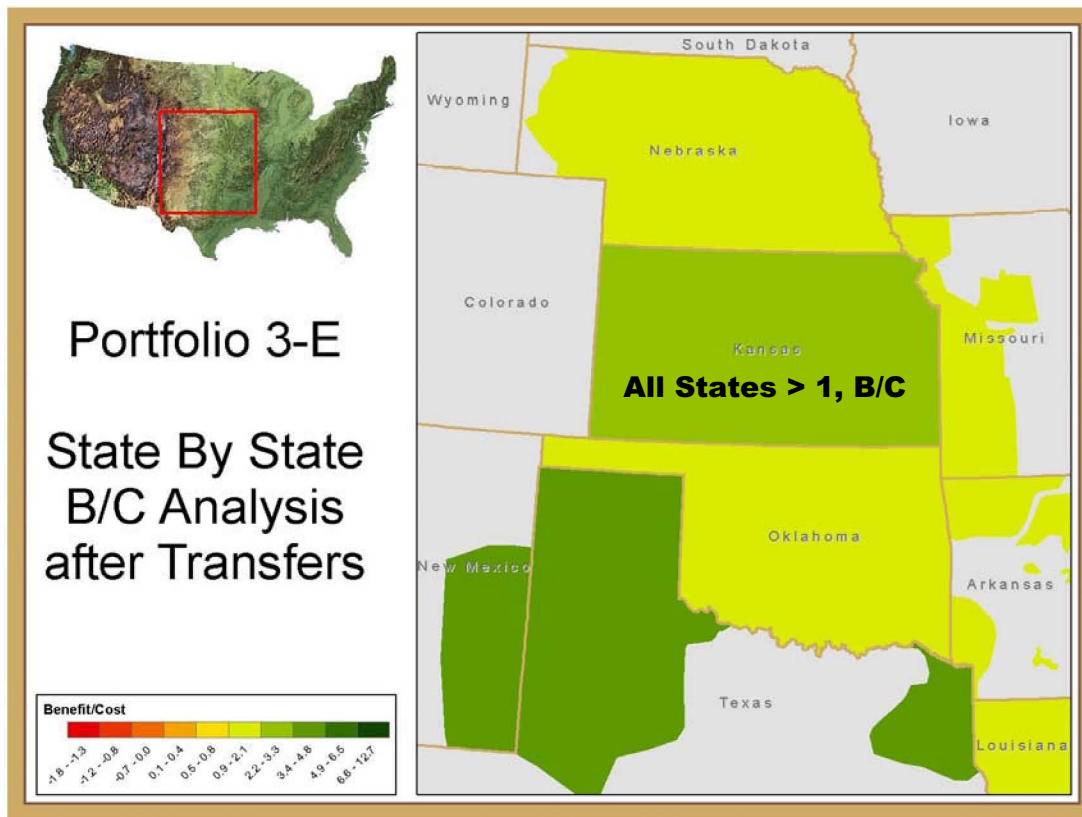 Portfolio 3-E
State By State
B/C Analysis
after Transfers
Benefit/Cost
-1.8 - -1.3
-1.2 - -0.8
-0.7 - 0.0
0.1 - 0.4
0.5 - 0.8
0.9 - 2.1
2.2 - 3.3
3.4 - 4.8
4.9 - 6.5
6.6 - 12.7
South Dakota
Wyoming
Iowa
Nebraska
Colorado
Kansas
Missouri
All States > 1, B/C
Oklahoma
New Mexico
Arkansas
Texas
Louisiana